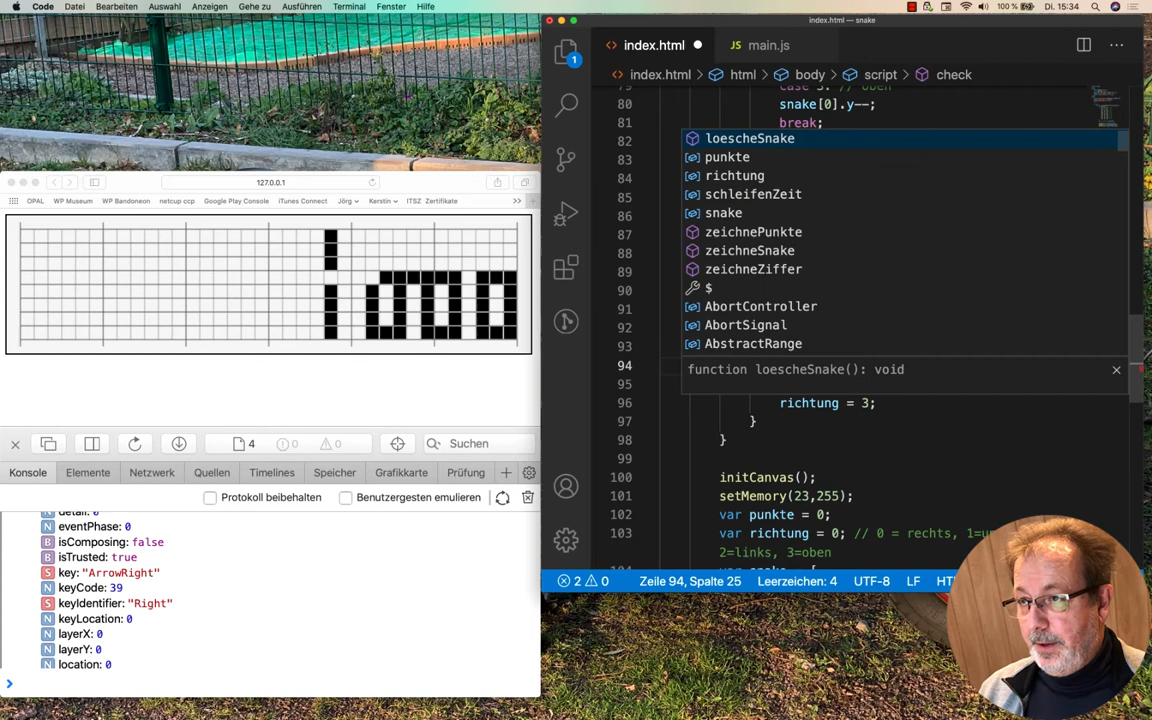 Code Datei Bearbeiten Auswahl Anzeigen Gehe zu Ausführen Terminal Fenster Hilfe 100 % Di. 15:34
index.html — snake
index.html main.js
index.html html body script check
79 case 3: // oben
80 snake[0].y--;
81 break;
82 loescheSnake
83 punkte
84 richtung
85 schleifenZeit
86 snake
87 zeichnePunkte
88 zeichneSnake
89 zeichneZiffer
90 $
91 AbortController
92 AbortSignal
93 AbstractRange
94 function loescheSnake(): void
95
96 richtung = 3;
97 }
98 }
99
100 initCanvas();
101 setMemory(23,255);
102 var punkte = 0;
103 var richtung = 0; // 0 = rechts, 1=un
2=links, 3=oben
2 0 Zeile 94, Spalte 25 Leerzeichen: 4 UTF-8 LF
127.0.0.1
OPAL WP Museum WP Bandoneon netcup ccp Google Play Console iTunes Connect Jörg Kerstin ITSZ Zertifikate
4 0 0 Suchen
Konsole Elemente Netzwerk Quellen Timelines Speicher Grafikkarte Prüfung
Protokoll beibehalten Benutzergesten emulieren
N detail: 0
N eventPhase: 0
B isComposing: false
B isTrusted: true
S key: "ArrowRight"
N keyCode: 39
S keyIdentifier: "Right"
N keyLocation: 0
N layerX: 0
N layerY: 0
N location: 0